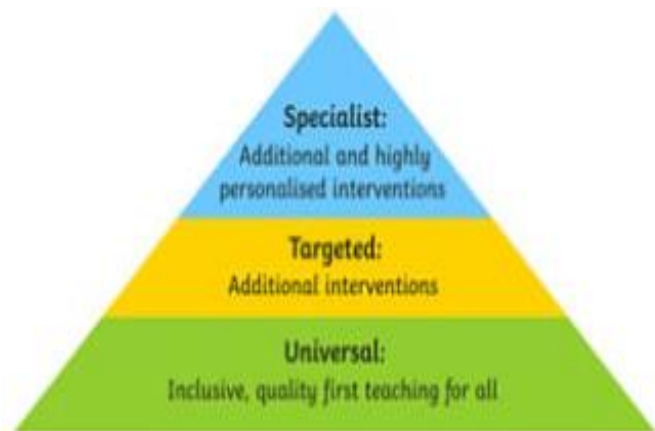 Specialist:
Additional and highly
personalised interventions
Targeted:
Additional interventions
Universal:
Inclusive, quality first teaching for all